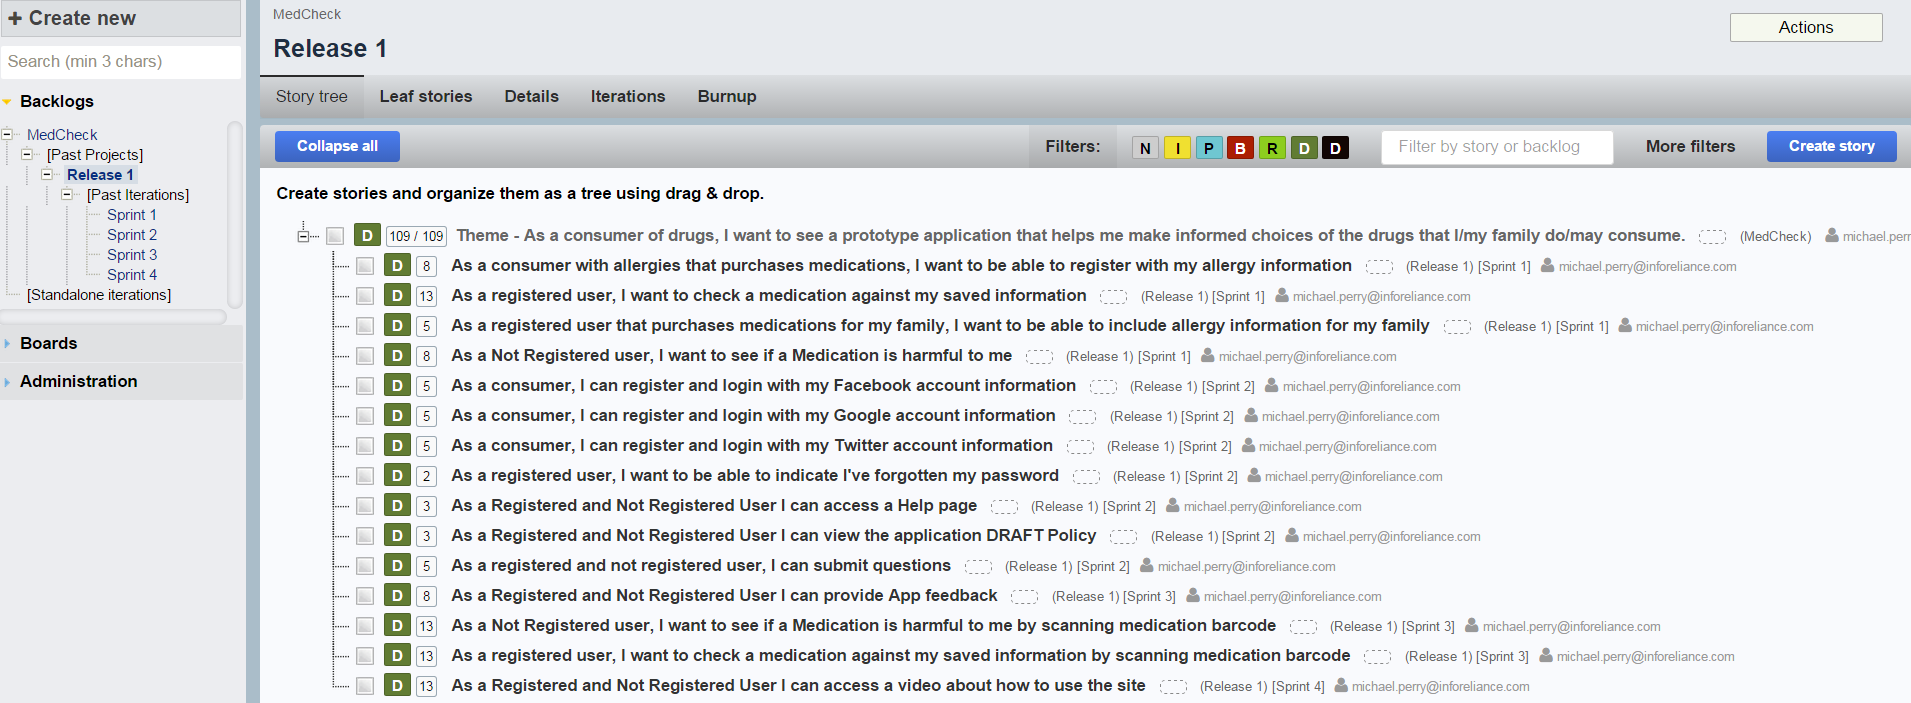 + Create new
Search (min 3 chars)
Backlogs
MedCheck
[Past Projects]
Release 1
[Past Iterations]
Sprint 1
Sprint 2
Sprint 3
Sprint 4
[Standalone iterations]
Boards
Administration
MedCheck
Release 1
Actions
Story tree Leaf stories Details Iterations Burnup
Collapse all Filters: N I P B R D D Filter by story or backlog More filters Create story
Create stories and organize them as a tree using drag & drop.
D 109 / 109 Theme - As a consumer of drugs, I want to see a prototype application that helps me make informed choices of the drugs that I/my family do/may consume. (MedCheck) michael.perr
D 8 As a consumer with allergies that purchases medications, I want to be able to register with my allergy information (Release 1) [Sprint 1] michael.perry@inforeliance.com
D 13 As a registered user, I want to check a medication against my saved information (Release 1) [Sprint 1] michael.perry@inforeliance.com
D 5 As a registered user that purchases medications for my family, I want to be able to include allergy information for my family (Release 1) [Sprint 1] michael.perry@inforeliance.com
D 8 As a Not Registered user, I want to see if a Medication is harmful to me (Release 1) [Sprint 1] michael.perry@inforeliance.com
D 5 As a consumer, I can register and login with my Facebook account information (Release 1) [Sprint 2] michael.perry@inforeliance.com
D 5 As a consumer, I can register and login with my Google account information (Release 1) [Sprint 2] michael.perry@inforeliance.com
D 5 As a consumer, I can register and login with my Twitter account information (Release 1) [Sprint 2] michael.perry@inforeliance.com
D 2 As a registered user, I want to be able to indicate I've forgotten my password (Release 1) [Sprint 2] michael.perry@inforeliance.com
D 3 As a Registered and Not Registered User I can access a Help page (Release 1) [Sprint 2] michael.perry@inforeliance.com
D 3 As a Registered and Not Registered User I can view the application DRAFT Policy (Release 1) [Sprint 2] michael.perry@inforeliance.com
D 5 As a registered and not registered user, I can submit questions (Release 1) [Sprint 2] michael.perry@inforeliance.com
D 8 As a Registered and Not Registered User I can provide App feedback (Release 1) [Sprint 3] michael.perry@inforeliance.com
D 13 As a Not Registered user, I want to see if a Medication is harmful to me by scanning medication barcode (Release 1) [Sprint 3] michael.perry@inforeliance.com
D 13 As a registered user, I want to check a medication against my saved information by scanning medication barcode (Release 1) [Sprint 3] michael.perry@inforeliance.com
D 13 As a Registered and Not Registered User I can access a video about how to use the site (Release 1) [Sprint 4] michael.perry@inforeliance.com